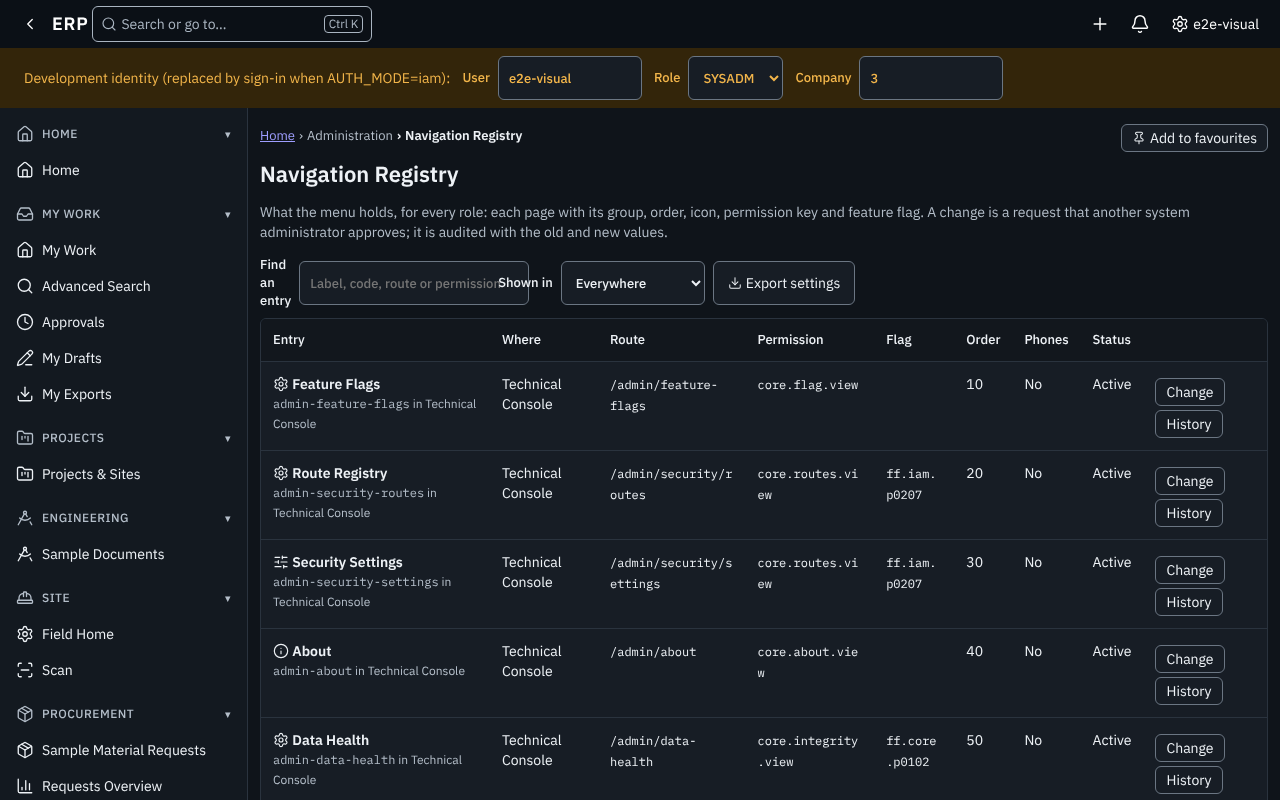 ERP
Search or go to...
Ctrl K
e2e-visual
Development identity (replaced by sign-in when AUTH_MODE=iam):
User
e2e-visual
Role
SYSADM
Company
3
HOME
Home
MY WORK
My Work
Advanced Search
Approvals
My Drafts
My Exports
PROJECTS
Projects & Sites
ENGINEERING
Sample Documents
SITE
Field Home
Scan
PROCUREMENT
Sample Material Requests
Requests Overview
Home › Administration › Navigation Registry
Add to favourites
Navigation Registry
What the menu holds, for every role: each page with its group, order, icon, permission key and feature flag. A change is a request that another system
administrator approves; it is audited with the old and new values.
Find
an
entry
Label, code, route or permission
Shown in
Everywhere
Export settings
Entry Where Route Permission Flag Order Phones Status
Feature Flags
admin-feature-flags in Technical
Console
Technical
Console
/admin/feature-
flags
core.flag.view
10
No
Active
Change
History
Route Registry
admin-security-routes in
Technical Console
Technical
Console
/admin/security/r
outes
core.routes.vi
ew
ff.iam.
p0207
20
No
Active
Change
History
Security Settings
admin-security-settings in
Technical Console
Technical
Console
/admin/security/s
ettings
core.routes.vi
ew
ff.iam.
p0207
30
No
Active
Change
History
About
admin-about in Technical Console
Technical
Console
/admin/about
core.about.vie
w
40
No
Active
Change
History
Data Health
admin-data-health in Technical
Console
Technical
Console
/admin/data-
health
core.integrity
.view
ff.core
.p0102
50
No
Active
Change
History